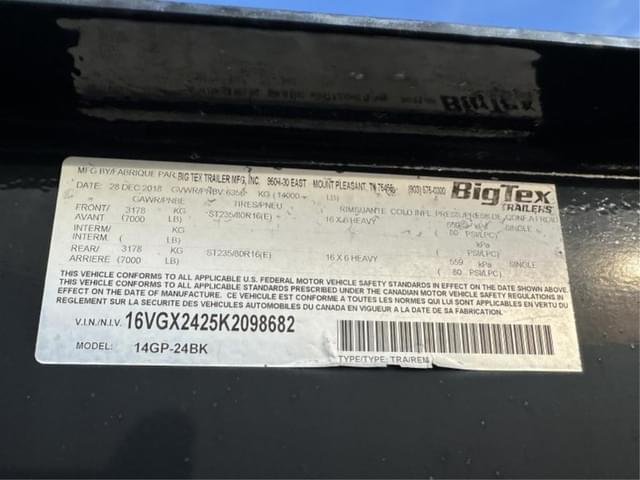 BigTex
MFG BY/FABRIQUE PAR: BIG TEX TRAILER MFG, INC. 950 I-30 EAST MOUNT PLEASANT, TX 75455 (903) 575-0300 BigTex TRAILERS
DATE: 28 DEC 2018 GVWR/PNBV: 6350 KG (14000 LB)
GAWR/PNBE TIRES/PNEU RIM/JANTE COLD INFL. PRESS/PRESS DE GONF A FROID
FRONT/ 3178 KG ST235/80R16(E) 16 X 6 HEAVY 559 kPa SINGLE
AVANT (7000 LB) ( 80 PSI/LPC)
INTERM/ KG kPa
INTERM. ( LB) ( PSI/LPC)
REAR/ 3178 KG ST235/80R16(E) 16 X 6 HEAVY 559 kPa SINGLE
ARRIERE (7000 LB) ( 80 PSI/LPC)
THIS VEHICLE CONFORMS TO ALL APPLICABLE U.S. FEDERAL MOTOR VEHICLE SAFETY STANDARDS IN EFFECT ON THE DATE OF MANUFACTURE SHOWN ABOVE.
THIS VEHICLE CONFORMS TO ALL APPLICABLE STANDARDS PRESCRIBED UNDER THE CANADIAN MOTOR VEHICLE SAFETY REGULATIONS
IN EFFECT ON THE DATE OF MANUFACTURE. CE VEHICULE EST CONFORME A TOUTES LES NORMES QUI LUI SONT APPLICABLES EN VERTU DU
REGLEMENT SUR LA SECURITE DES VEHICULES AUTOMOBILES DU CANADA EN VIGUEUR A LA DATE DE SA FABRICATION.
V.I.N./N.I.V. 16VGX2425K2098682
MODEL: 14GP-24BK TYPE/TYPE: TRA/REM